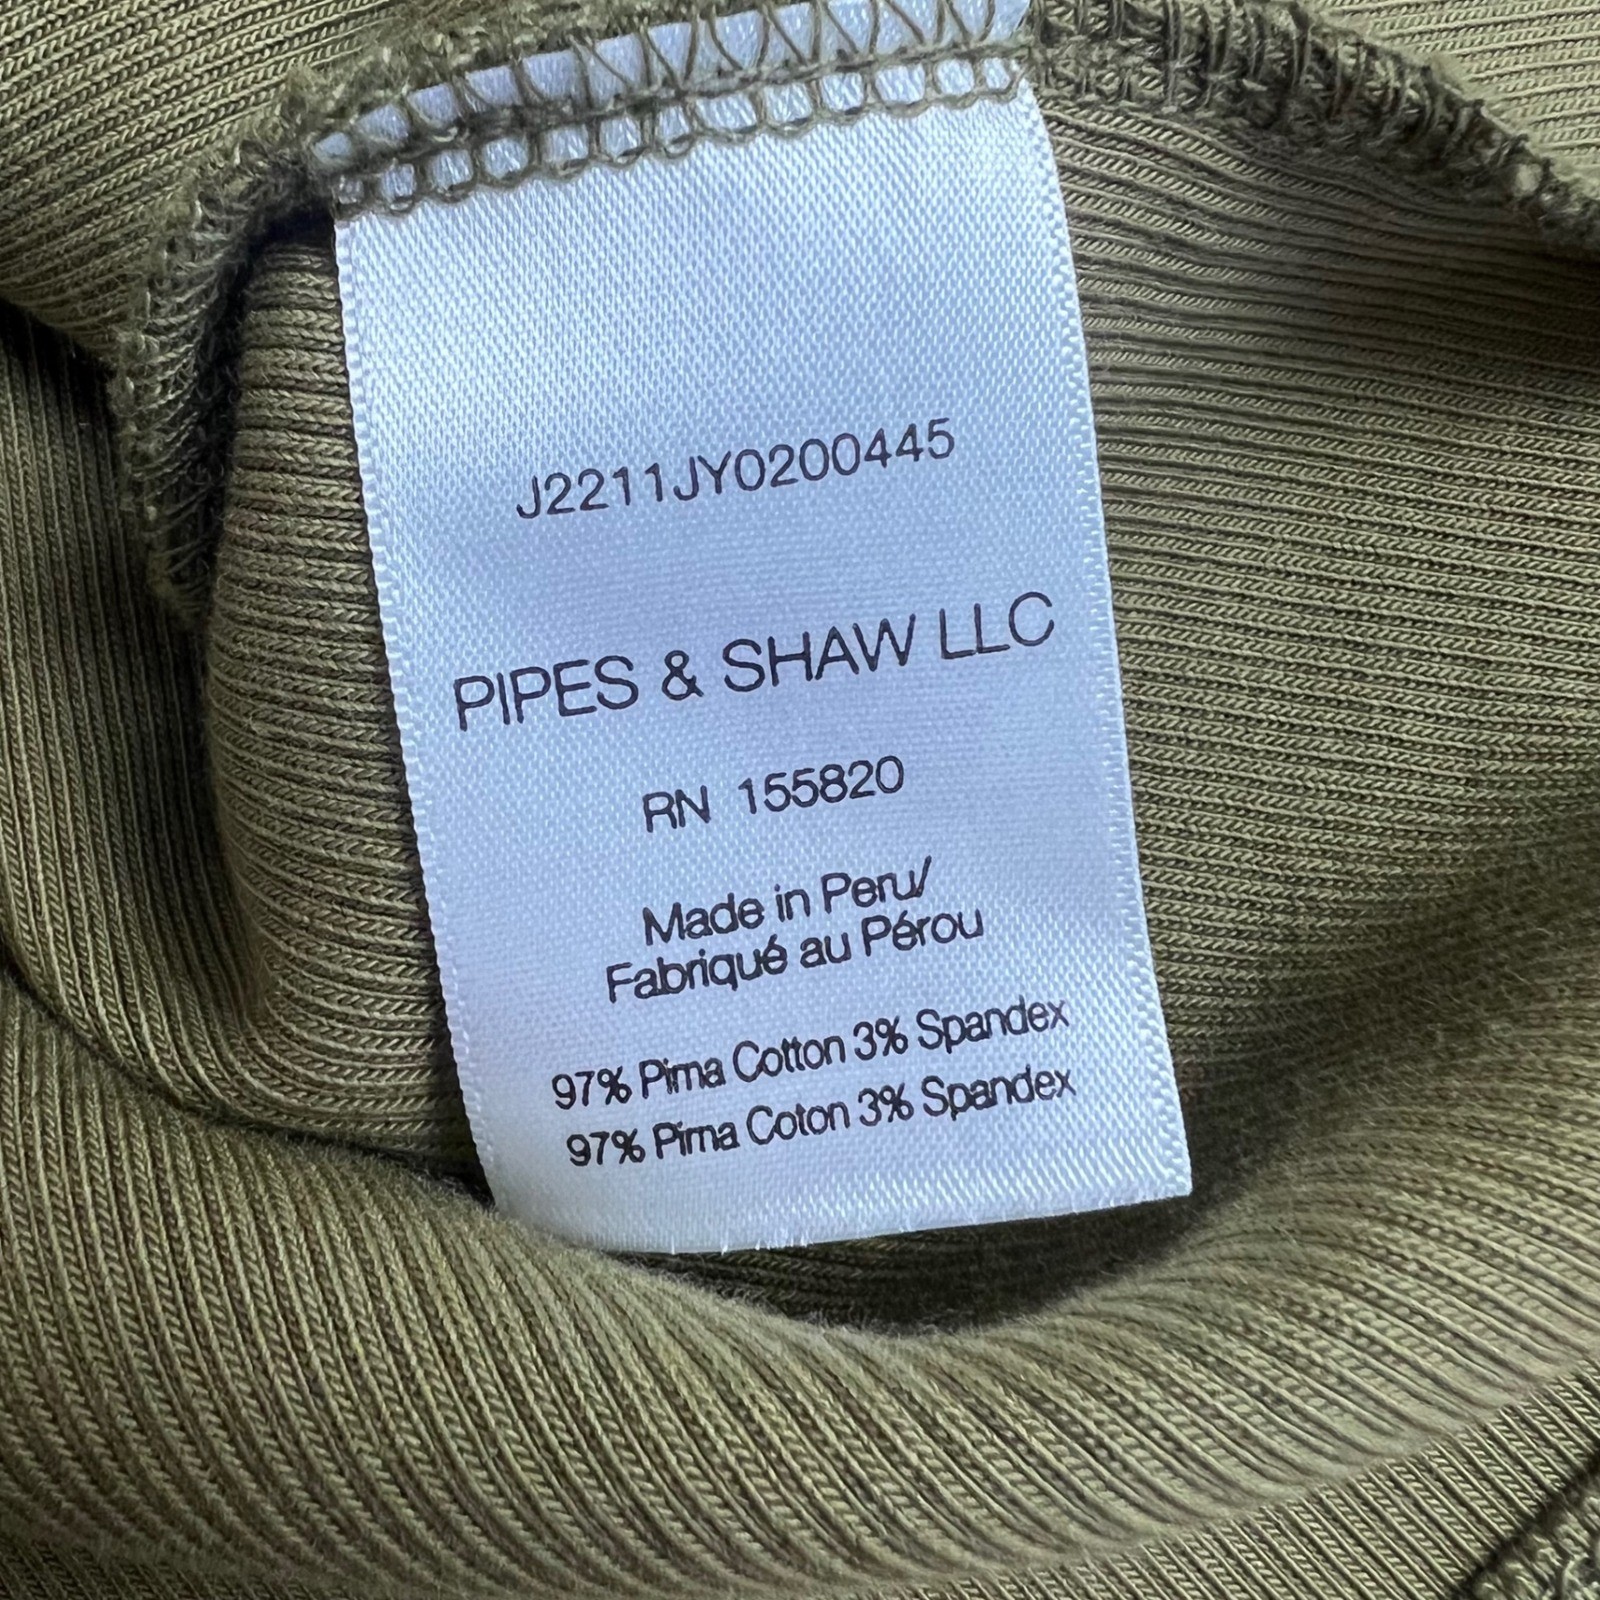 J2211JY0200445
PIPES & SHAW LLC
RN 155820
Made in Peru/
Fabriqué au Pérou
97% Pima Cotton 3% Spandex
97% Pima Coton 3% Spandex